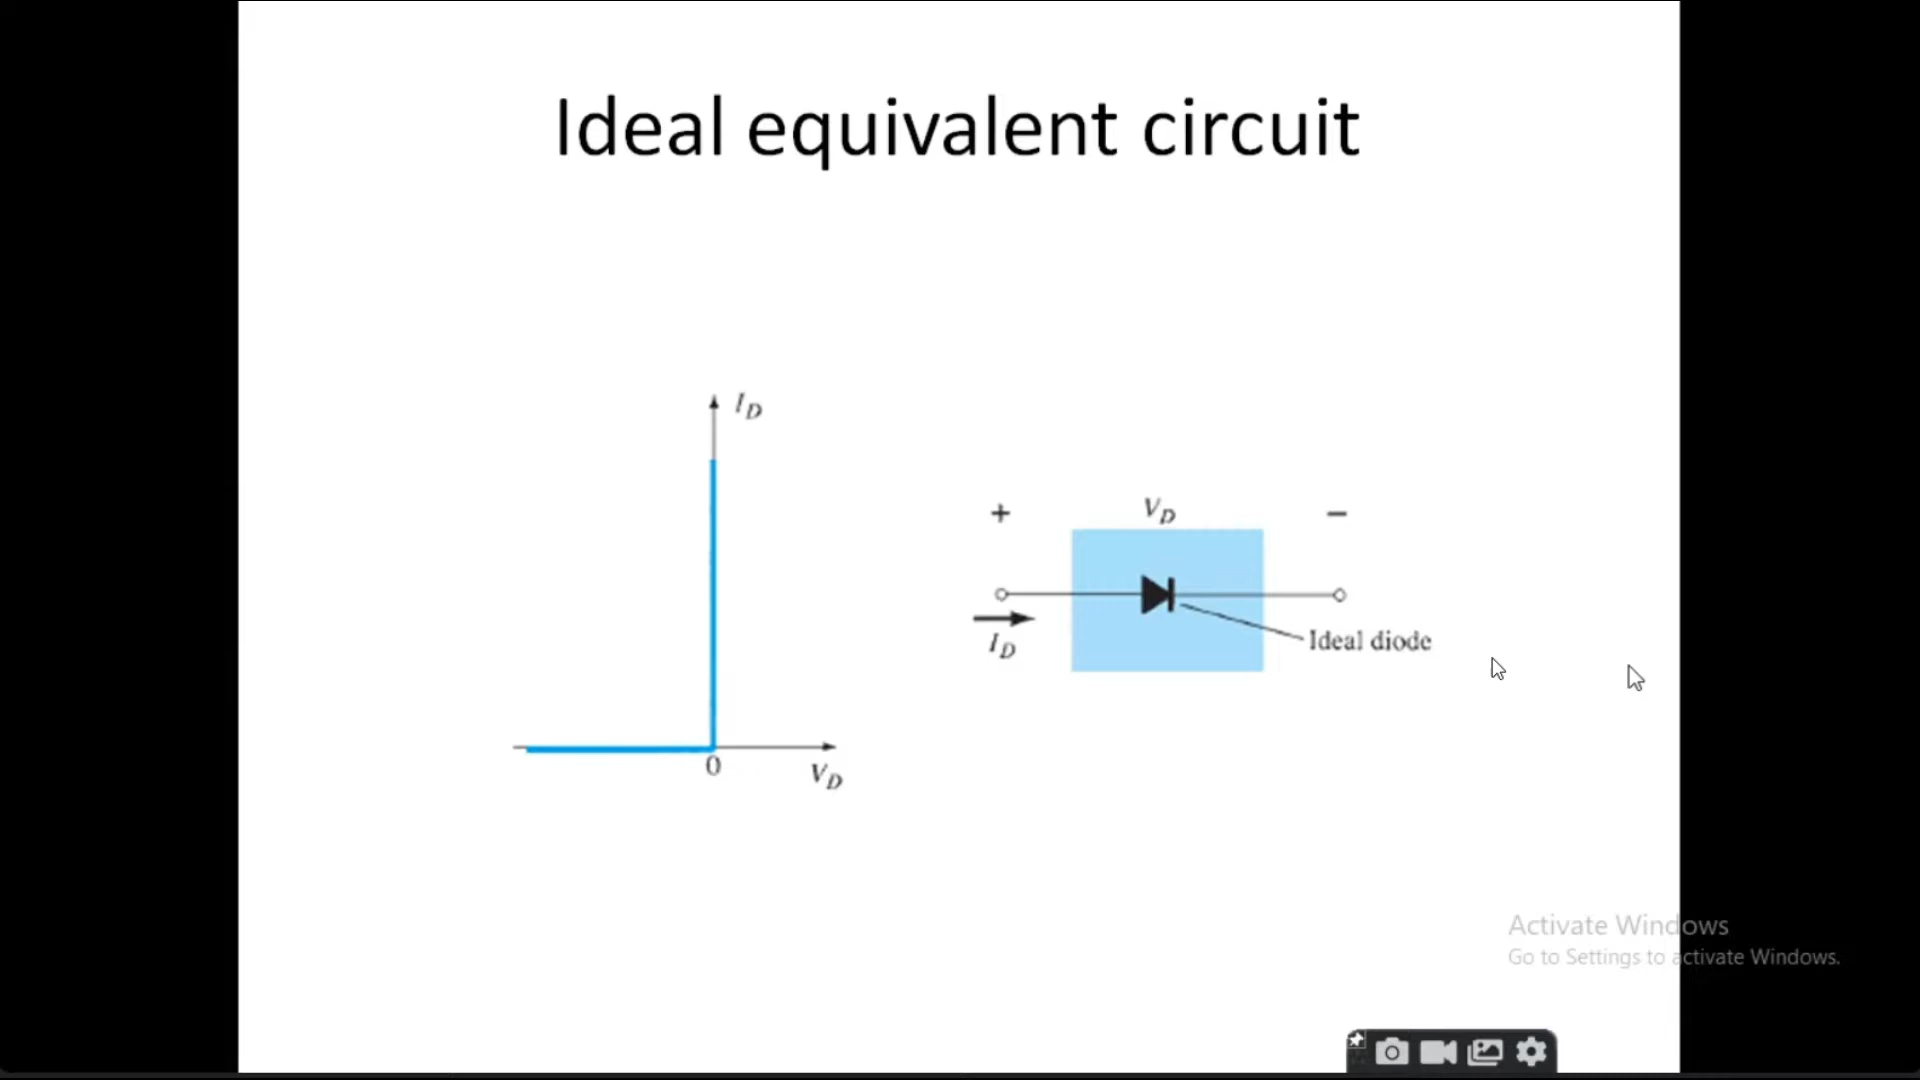 Ideal equivalent circuit
I_D
+ V_D −
I_D
Ideal diode
0
V_D
Activate Windows
Go to Settings to activate Windows.